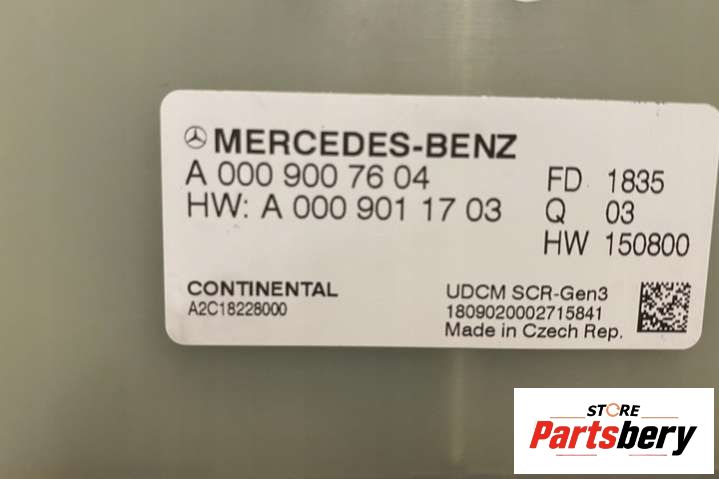 MERCEDES-BENZ
A 000 900 76 04
HW: A 000 901 17 03
FD 1835
Q 03
HW 150800
CONTINENTAL
A2C18228000
UDCM SCR-Gen3
1809020002715841
Made in Czech Rep.
STORE
Partsbery